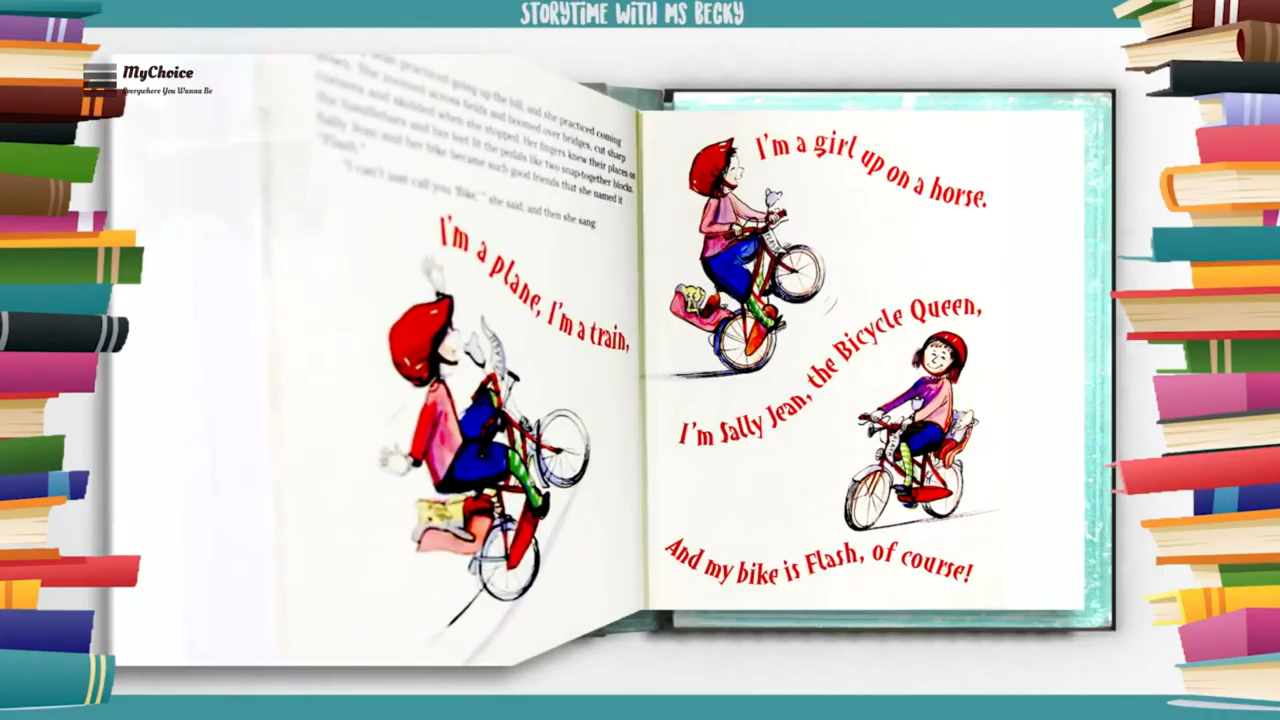 STORYTIME WITH MS BECKY
MyChoice
Everywhere You Wanna Be
practiced going up the hill, and she practiced coming
She zoomed across fields and boomed over bridges, cut sharp
corners and skidded when she stopped. Her fingers knew their places on
the handlebars and her feet fit the pedals like two snap-together blocks.
Sally Jean and her bike became such good friends that she named it
"Flash."
"I can't just call you 'Bike,'" she said, and then she sang
I'm a plane, I'm a train,
I'm a girl up on a horse.
I'm Sally Jean, the Bicycle Queen,
And my bike is Flash, of course!